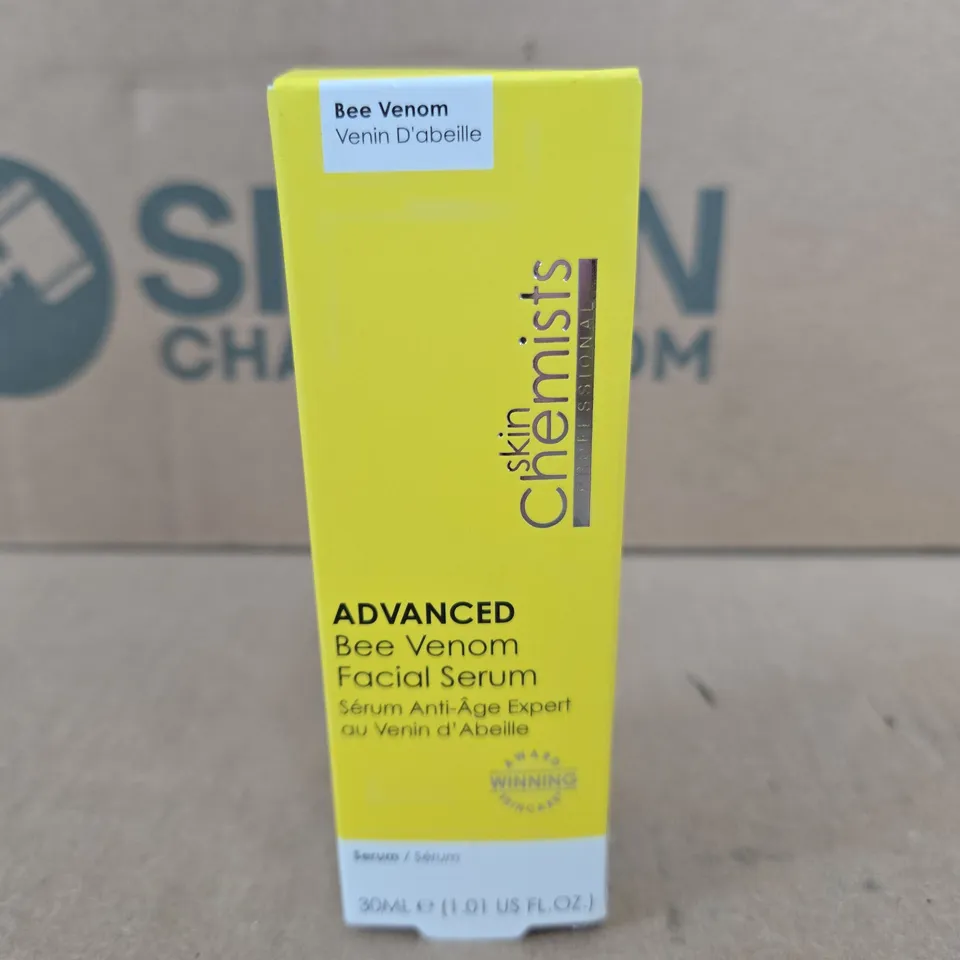 Bee Venom
Venin D'abeille
skin
Chemists
PROFESSIONAL
ADVANCED
Bee Venom
Facial Serum
Sérum Anti-Âge Expert
au Venin d'Abeille
AWARD
WINNING
SKINCARE
Serum / Sérum
30ML ℮ (1.01 US FL.OZ.)